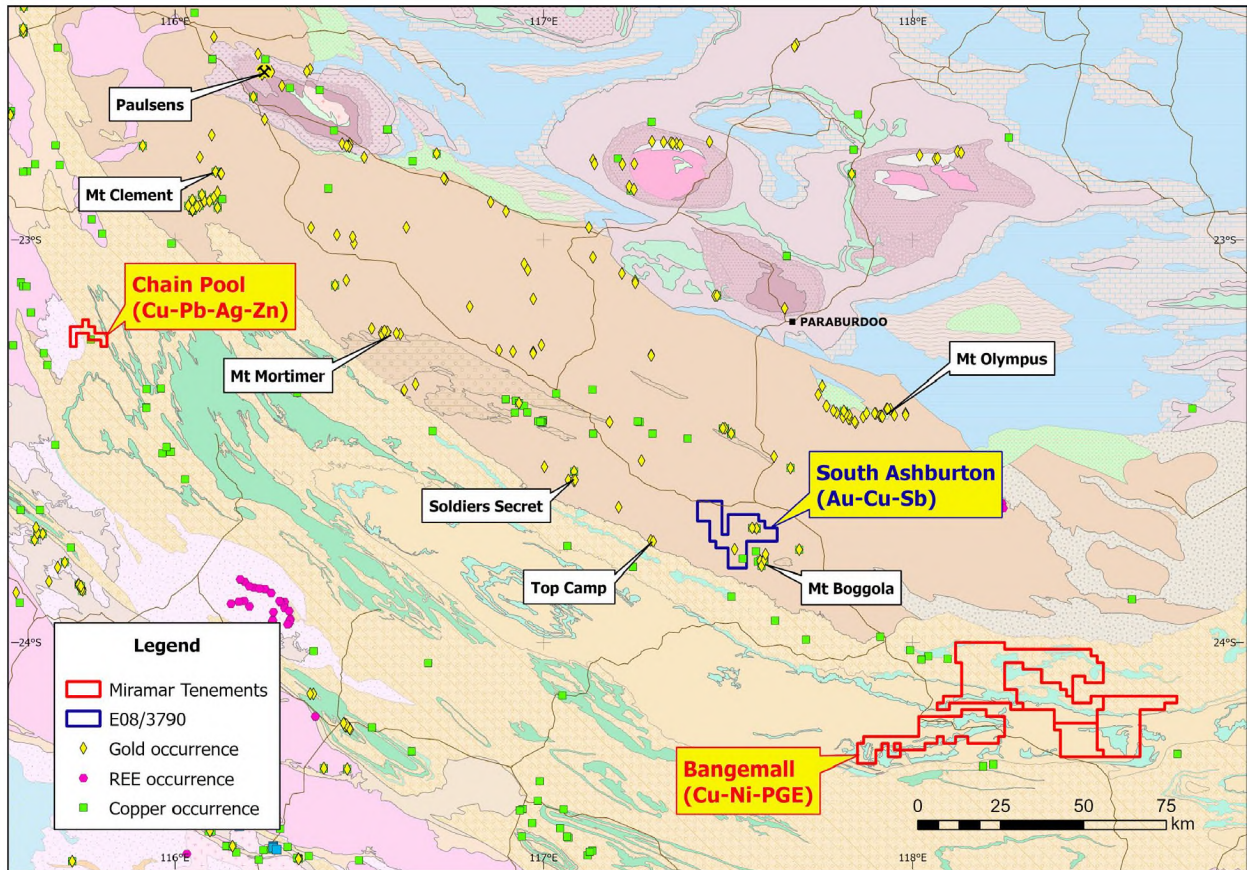 116°E
117°E
118°E
Paulsens
Mt Clement
23°S
23°S
Chain Pool
(Cu-Pb-Ag-Zn)
PARABURDOO
Mt Mortimer
Mt Olympus
South Ashburton
(Au-Cu-Sb)
Soldiers Secret
Top Camp
Mt Boggola
24°S
24°S
Legend
Miramar Tenements
E08/3790
Gold occurrence
REE occurrence
Copper occurrence
Bangemall
(Cu-Ni-PGE)
0 25 50 75
km
116°E
117°E
118°E